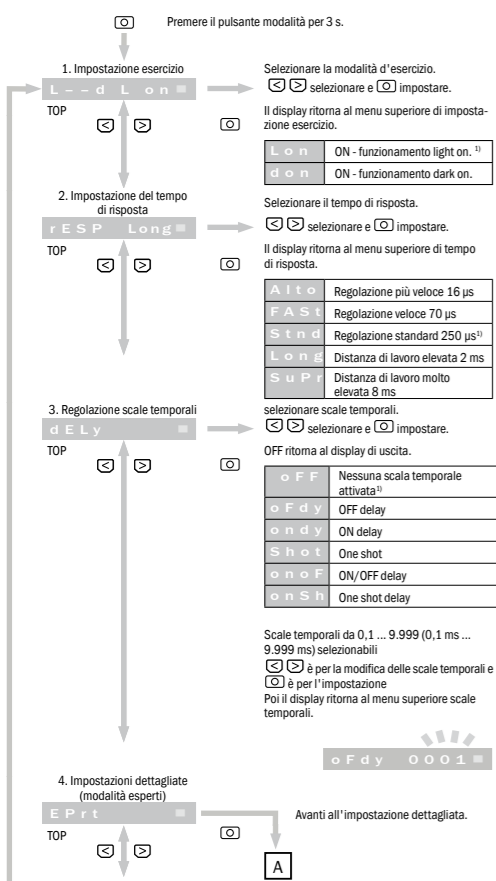 Premere il pulsante modalità per 3 s.
1. Impostazione esercizio
L--d L on
TOP
Selezionare la modalità d'esercizio.
selezionare e impostare.
Il display ritorna al menu superiore di imposta-
zione esercizio.
Lon ON - funzionamento light on. 1)
don ON - funzionamento dark on.
2. Impostazione del tempo
di risposta
rESP Long
TOP
Selezionare il tempo di risposta.
selezionare e impostare.
Il display ritorna al menu superiore di tempo
di risposta.
Alto Regolazione più veloce 16 µs
FASt Regolazione veloce 70 µs
Stnd Regolazione standard 250 µs1)
Long Distanza di lavoro elevata 2 ms
SuPr Distanza di lavoro molto
elevata 8 ms
3. Regolazione scale temporali
dELy
TOP
selezionare scale temporali.
selezionare e impostare.
OFF ritorna al display di uscita.
oFF Nessuna scala temporale
attivata1)
oFdy OFF delay
ondy ON delay
Shot One shot
onoF ON/OFF delay
onSh One shot delay
Scale temporali da 0,1 ... 9.999 (0,1 ms ...
9.999 ms) selezionabili
è per la modifica delle scale temporali e
è per l'impostazione
Poi il display ritorna al menu superiore scale
temporali.
oFdy 0001
4. Impostazioni dettagliate
(modalità esperti)
EPrt
TOP
Avanti all'impostazione dettagliata.
A